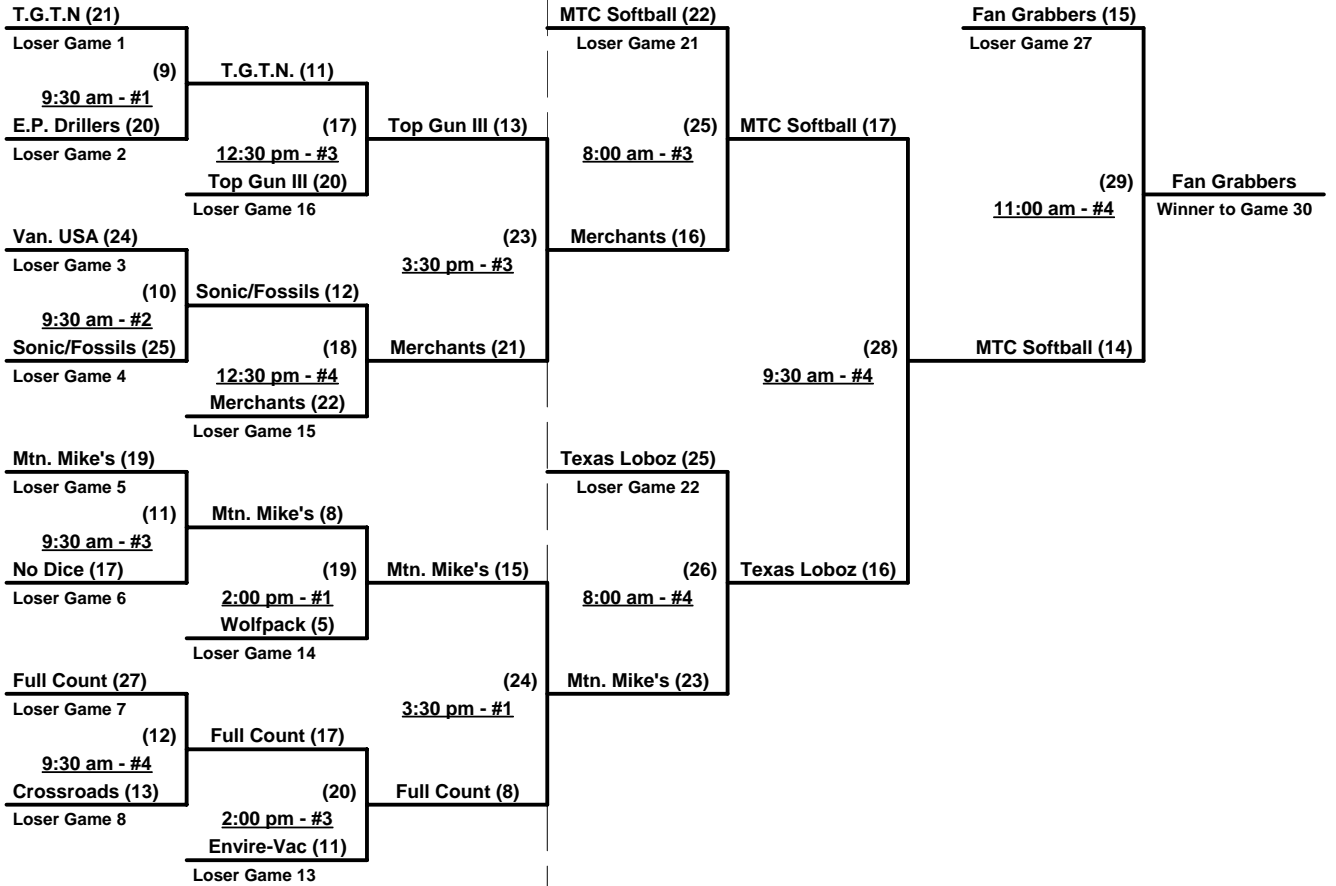 T.G.T.N (21)
Loser Game 1
(9)
9:30 am - #1
E.P. Drillers (20)
Loser Game 2
Van. USA (24)
Loser Game 3
(10)
9:30 am - #2
Sonic/Fossils (25)
Loser Game 4
Mtn. Mike's (19)
Loser Game 5
(11)
9:30 am - #3
No Dice (17)
Loser Game 6
Full Count (27)
Loser Game 7
(12)
9:30 am - #4
Crossroads (13)
Loser Game 8
T.G.T.N. (11)
(17)
12:30 pm - #3
Top Gun III (20)
Loser Game 16
Sonic/Fossils (12)
(18)
12:30 pm - #4
Merchants (22)
Loser Game 15
Mtn. Mike's (8)
(19)
2:00 pm - #1
Wolfpack (5)
Loser Game 14
Full Count (17)
(20)
2:00 pm - #3
Envire-Vac (11)
Loser Game 13
Top Gun III (13)
(23)
3:30 pm - #3
Merchants (21)
Mtn. Mike's (15)
(24)
3:30 pm - #1
Full Count (8)
MTC Softball (22)
Loser Game 21
(25)
8:00 am - #3
Merchants (16)
Texas Loboz (25)
Loser Game 22
(26)
8:00 am - #4
Mtn. Mike's (23)
MTC Softball (17)
(28)
9:30 am - #4
Texas Loboz (16)
Fan Grabbers (15)
Loser Game 27
(29)
11:00 am - #4
MTC Softball (14)
Fan Grabbers
Winner to Game 30